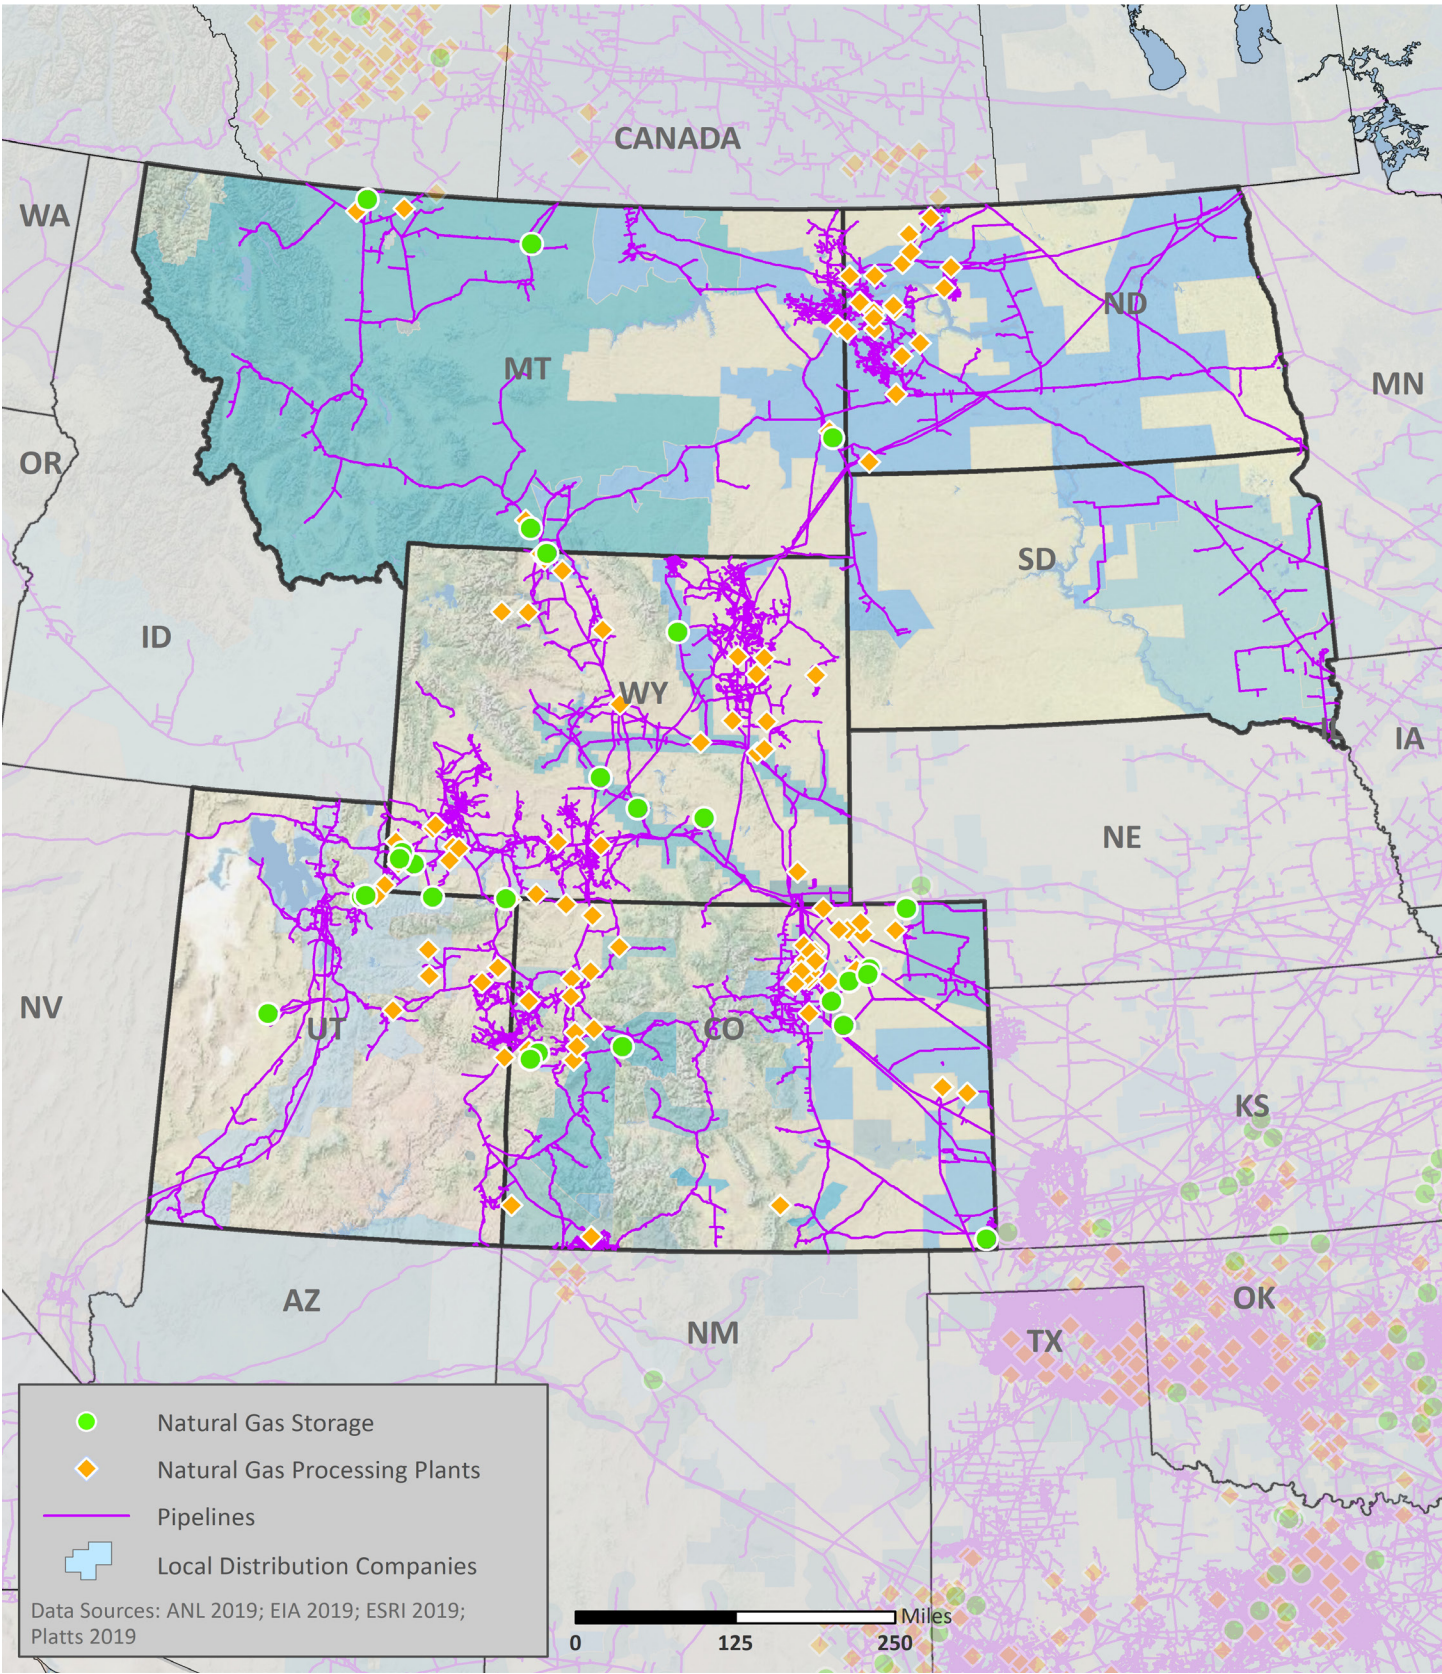 CANADA
WA
ND
MT
MN
OR
SD
ID
WY
IA
NE
NV
UT
CO
KS
AZ
OK
NM
TX
Natural Gas Storage
Natural Gas Processing Plants
Pipelines
Local Distribution Companies
Data Sources: ANL 2019; EIA 2019; ESRI 2019;
Platts 2019
Miles
0 125 250